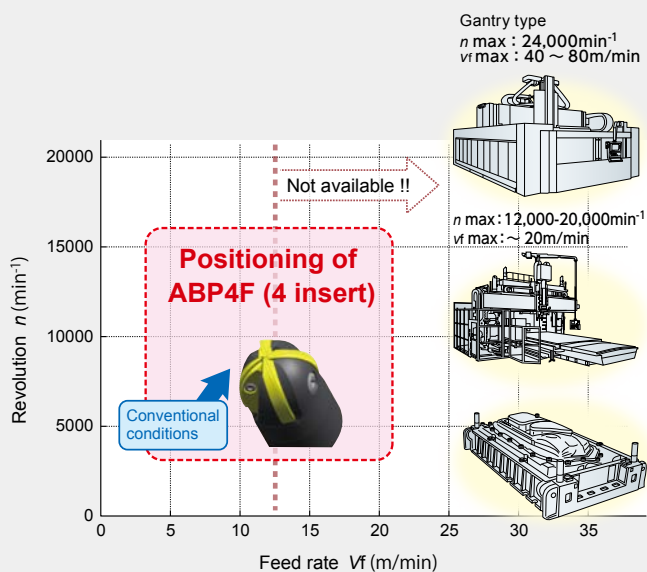 Gantry type
n max : 24,000min-1
vf max : 40 ～ 80m/min
Not available !!
n max : 12,000-20,000min-1
vf max : ～ 20m/min
Positioning of
ABP4F (4 insert)
Conventional
conditions
Revolution n (min-1)
20000
15000
10000
5000
0
0 5 10 15 20 25 30 35
Feed rate Vf (m/min)